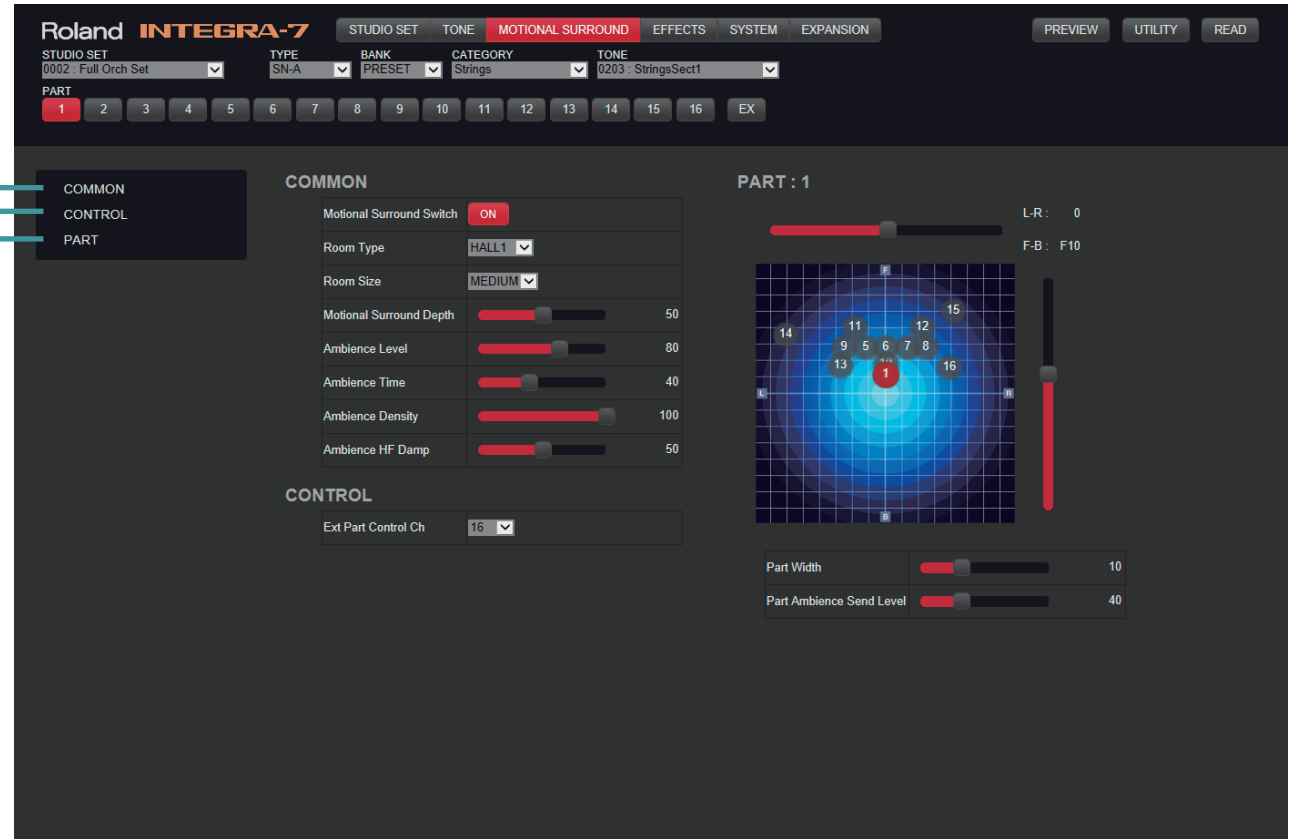 Roland INTEGRA-7 STUDIO SET TONE MOTIONAL SURROUND EFFECTS SYSTEM EXPANSION PREVIEW UTILITY READ
STUDIO SET TYPE BANK CATEGORY TONE
0002 : Full Orch Set SN-A PRESET Strings 0203 : StringsSect1
PART
1 2 3 4 5 6 7 8 9 10 11 12 13 14 15 16 EX
COMMON
CONTROL
PART
COMMON
Motional Surround Switch ON
Room Type HALL1
Room Size MEDIUM
Motional Surround Depth 50
Ambience Level 80
Ambience Time 40
Ambience Density 100
Ambience HF Damp 50
CONTROL
Ext Part Control Ch 16
PART : 1
L-R : 0
F-B : F10
F
15
14 11 12
9 5 6 7 8
13 16
1
L R
B
Part Width 10
Part Ambience Send Level 40